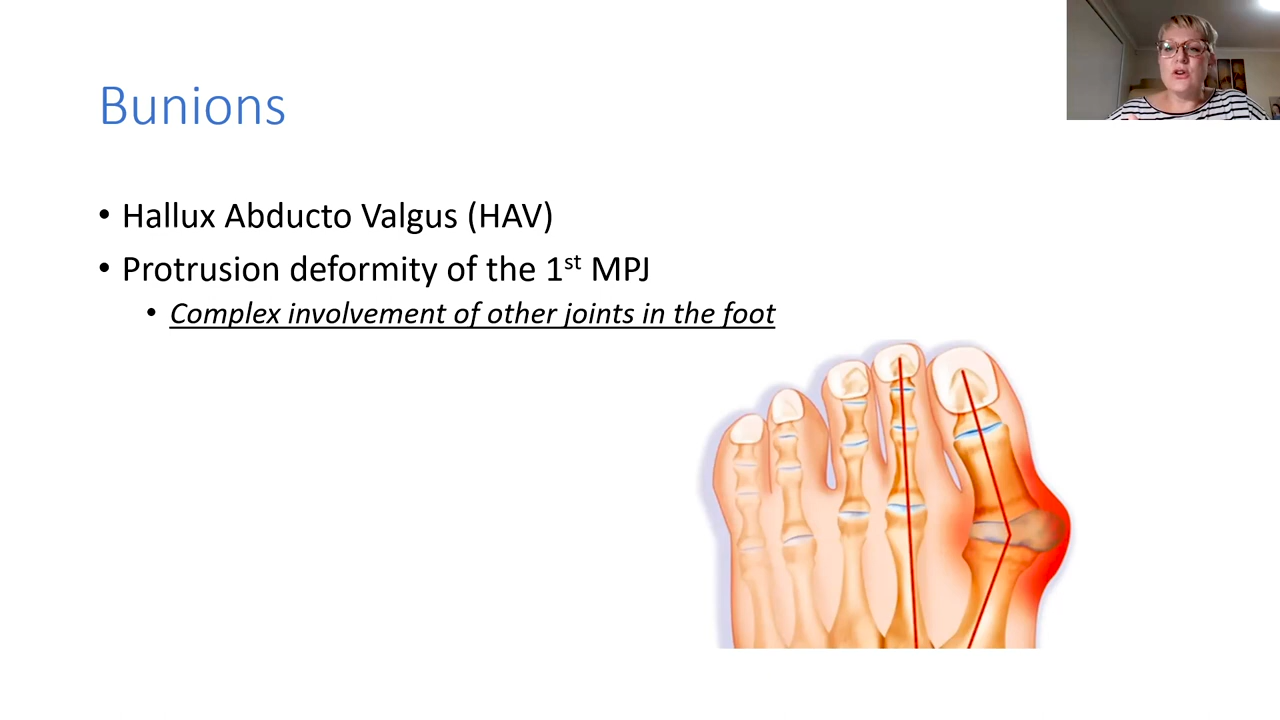 Bunions
• Hallux Abducto Valgus (HAV)
• Protrusion deformity of the 1st MPJ
• Complex involvement of other joints in the foot